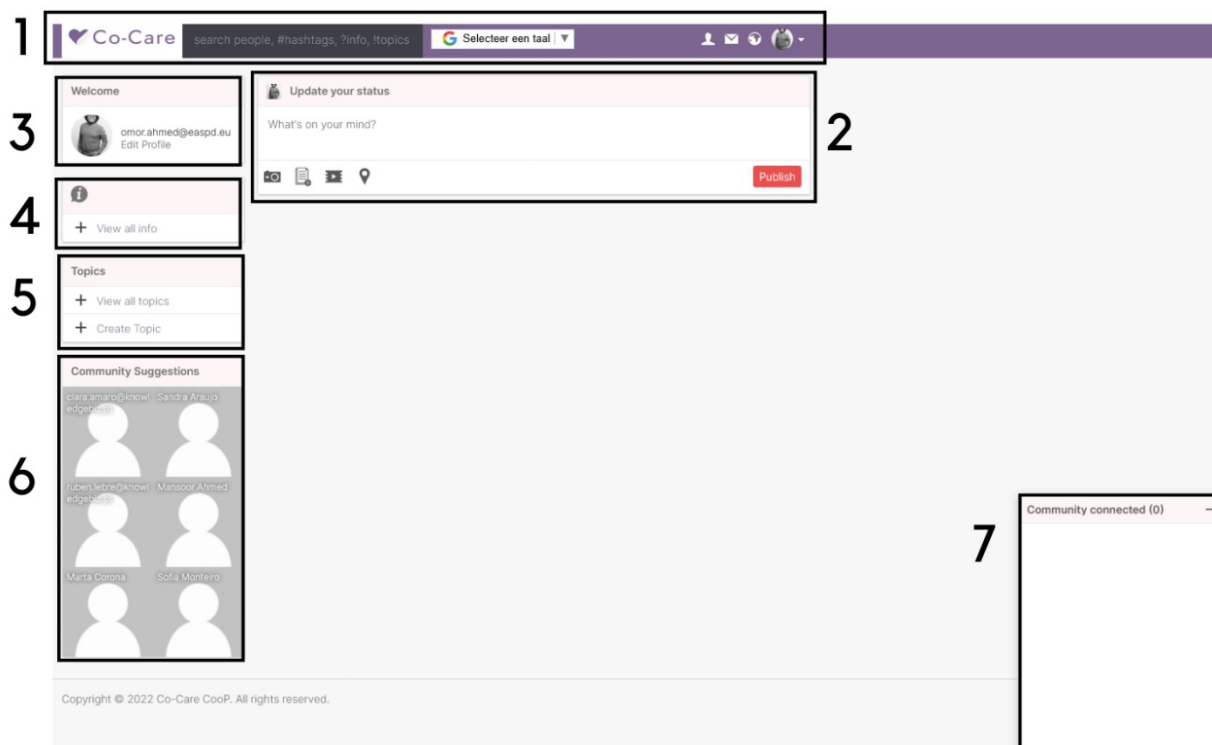 1
Co-Care
search people, #hashtags, ?info, !topics
G Selecteer een taal ▼
3
Welcome
omor.ahmed@easpd.eu
Edit Profile
Update your status
What's on your mind?
Publish
2
4
+ View all info
5
Topics
+ View all topics
+ Create Topic
6
Community Suggestions
clara.amaro@knowl Sandra Araujo
edgebiz.pt
ruben.lebre@knowl Mansoor Ahmed
edgebiz.pt
Marta Corona Sofia Monteiro
7
Community connected (0) –
Copyright © 2022 Co-Care CooP. All rights reserved.